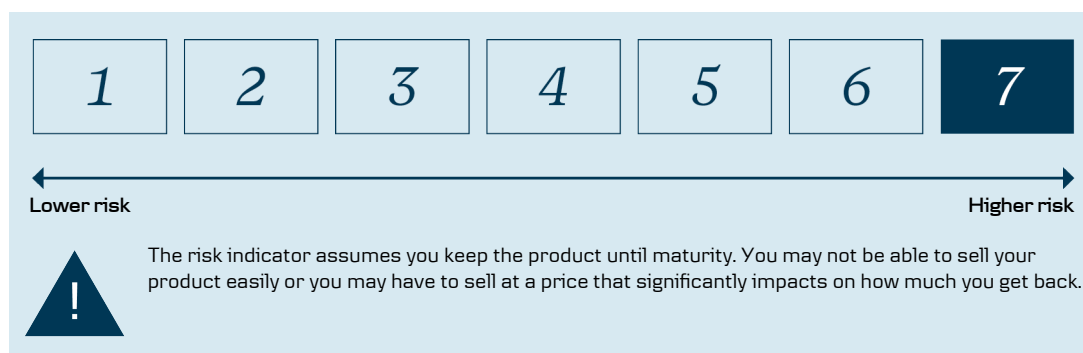 1 2 3 4 5 6 7
Lower risk Higher risk
The risk indicator assumes you keep the product until maturity. You may not be able to sell your
! product easily or you may have to sell at a price that significantly impacts on how much you get back.